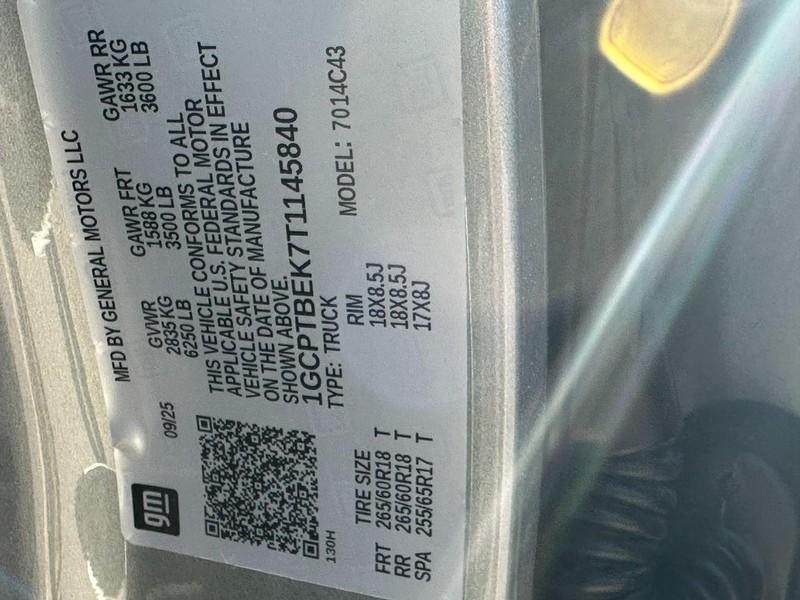 gm
MFD BY GENERAL MOTORS LLC
09/25
GVWR GAWR FRT GAWR RR
2835 KG 1588 KG 1633 KG
6250 LB 3500 LB 3600 LB
THIS VEHICLE CONFORMS TO ALL
APPLICABLE U.S. FEDERAL MOTOR
VEHICLE SAFETY STANDARDS IN EFFECT
ON THE DATE OF MANUFACTURE
SHOWN ABOVE.
1GCPTBEK7T1145840
TYPE: TRUCK MODEL: 7014C43
130H
TIRE SIZE RIM
FRT 265/60R18 T 18X8.5J
RR 265/60R18 T 18X8.5J
SPA 255/65R17 T 17X8J